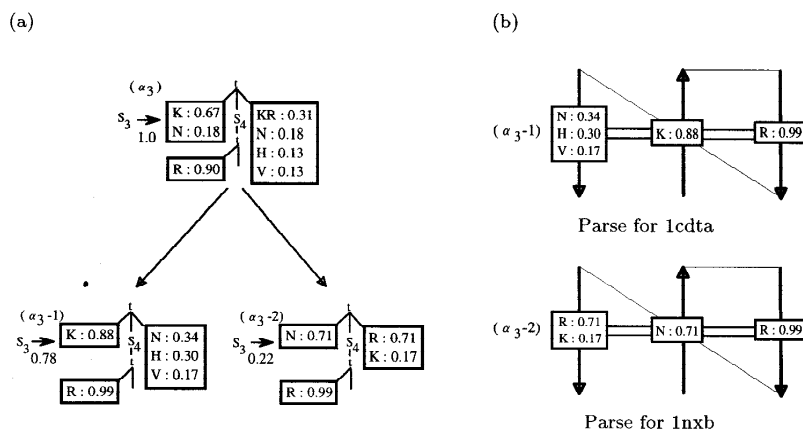 (a)
(α3)
t
S3
1.0
K : 0.67
N : 0.18
S4
KR : 0.31
N : 0.18
H : 0.13
V : 0.13
R : 0.90
(α3-1)
t
S3
0.78
K : 0.88
S4
N : 0.34
H : 0.30
V : 0.17
t
R : 0.99
(α3-2)
t
S3
0.22
N : 0.71
S4
R : 0.71
K : 0.17
t
R : 0.99
(b)
(α3-1)
N : 0.34
H : 0.30
V : 0.17
K : 0.88
R : 0.99
Parse for 1cdta
(α3-2)
R : 0.71
K : 0.17
N : 0.71
R : 0.99
Parse for 1nxb